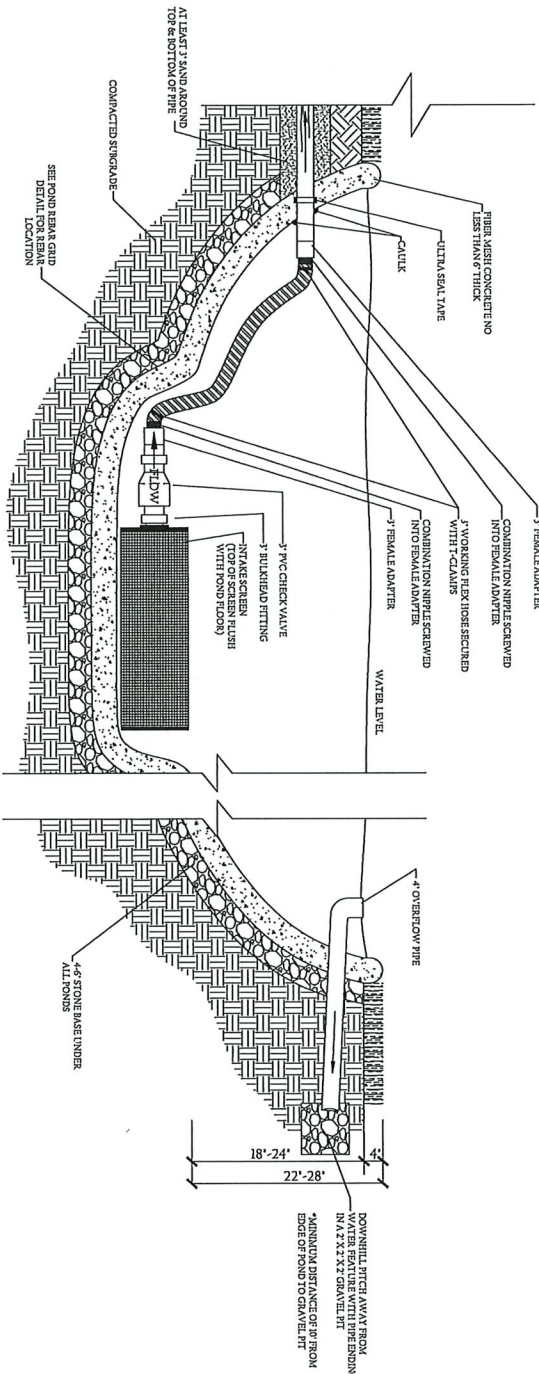 3' FEMALE ADAPTER
COMBINATION NIPPLE SCREWED
INTO FEMALE ADAPTER
3' WORKING FLEX HOSE SECURED
WITH T-CLAMPS
COMBINATION NIPPLE SCREWED
INTO FEMALE ADAPTER
3' FEMALE ADAPTER
FIBER MESH CONCRETE NO
LESS THAN 6' THICK
ULTRA SEAL TAPE
CAULK
AT LEAST 3' SAND AROUND
TOP & BOTTOM OF PIPE
COMPACTED SUBGRADE
SEE POND REBAR GRID
DETAIL FOR REBAR
LOCATION
WATER LEVEL
FLOW
3' PVC CHECK VALVE
3' BULKHEAD FITTING
INTAKE SCREEN
(TOP OF SCREEN FLUSH
WITH POND FLOOR)
4' OVERFLOW PIPE
4-6' STONE BASE UNDER
ALL PONDS
4"
18"-24"
22"-28"
DOWNHILL PITCH AWAY FROM
WATER FEATURE WITH PIPE ENDIN
IN A 2' X 2' X 2' GRAVEL PIT
*MINIMUM DISTANCE OF 10' FROM
EDGE OF POND TO GRAVEL PIT